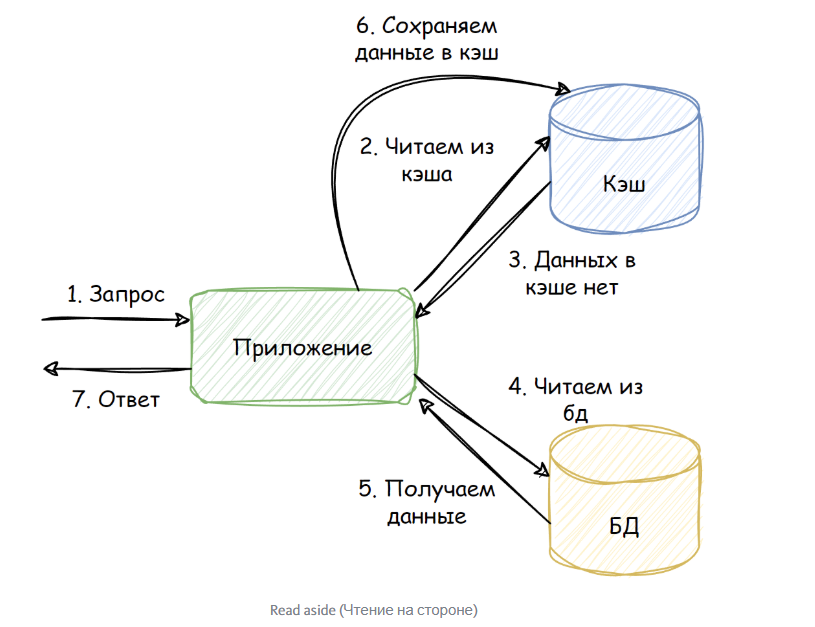 6. Сохраняем
данные в кэш
2. Читаем из
кэша
Кэш
3. Данных в
кэше нет
1. Запрос
Приложение
7. Ответ
4. Читаем из
бд
5. Получаем
данные
БД
Read aside (Чтение на стороне)